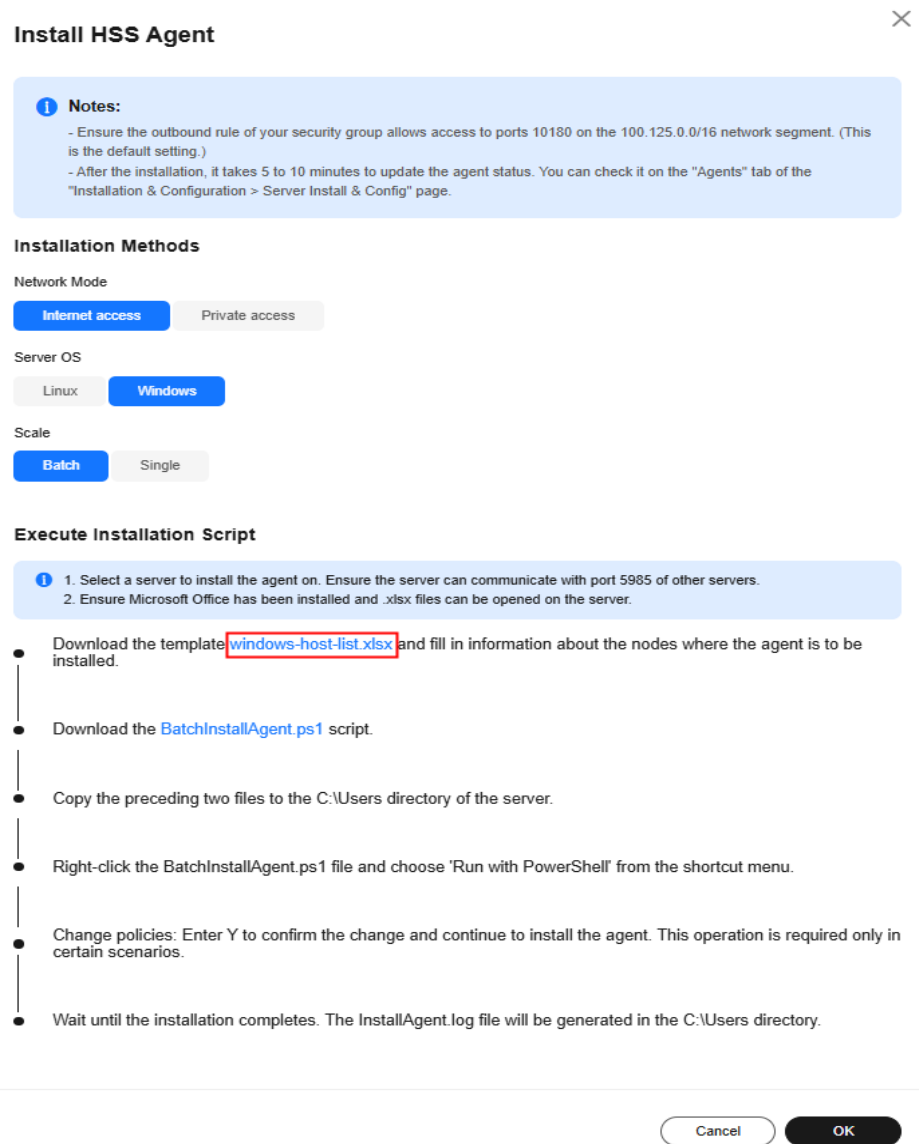 Install HSS Agent
Notes:
- Ensure the outbound rule of your security group allows access to ports 10180 on the 100.125.0.0/16 network segment. (This
is the default setting.)
- After the installation, it takes 5 to 10 minutes to update the agent status. You can check it on the "Agents" tab of the
"Installation & Configuration > Server Install & Config" page.
Installation Methods
Network Mode
Internet access Private access
Server OS
Linux Windows
Scale
Batch Single
Execute Installation Script
1. Select a server to install the agent on. Ensure the server can communicate with port 5985 of other servers.
2. Ensure Microsoft Office has been installed and .xlsx files can be opened on the server.
Download the template windows-host-list.xlsx and fill in information about the nodes where the agent is to be
installed.
Download the BatchInstallAgent.ps1 script.
Copy the preceding two files to the C:\Users directory of the server.
Right-click the BatchInstallAgent.ps1 file and choose 'Run with PowerShell' from the shortcut menu.
Change policies: Enter Y to confirm the change and continue to install the agent. This operation is required only in
certain scenarios.
Wait until the installation completes. The InstallAgent.log file will be generated in the C:\Users directory.
Cancel OK